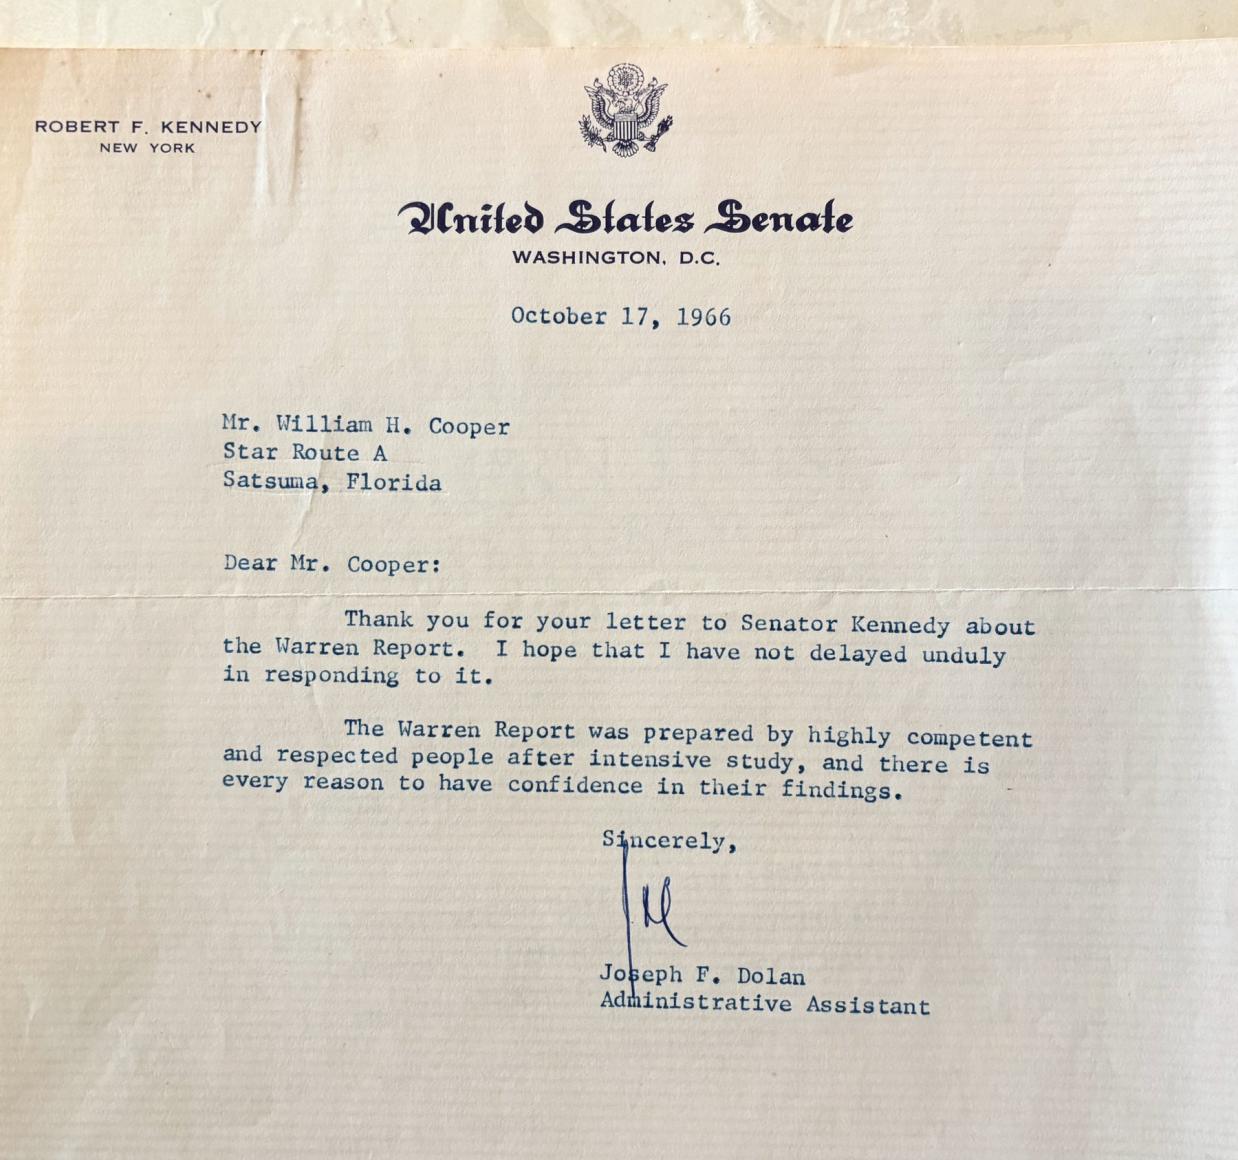 ROBERT F. KENNEDY
NEW YORK
United States Senate
WASHINGTON, D.C.
October 17, 1966
Mr. William H. Cooper
Star Route A
Satsuma, Florida
Dear Mr. Cooper:
Thank you for your letter to Senator Kennedy about
the Warren Report. I hope that I have not delayed unduly
in responding to it.
The Warren Report was prepared by highly competent
and respected people after intensive study, and there is
every reason to have confidence in their findings.
Sincerely,
Joseph F. Dolan
Administrative Assistant